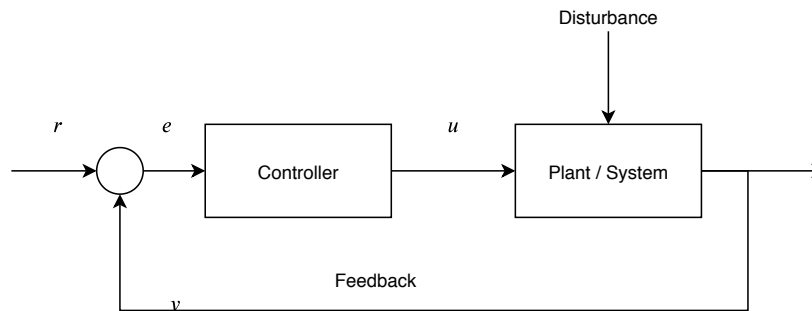 Disturbance
r
e
u
Controller
Plant / System
Feedback
y